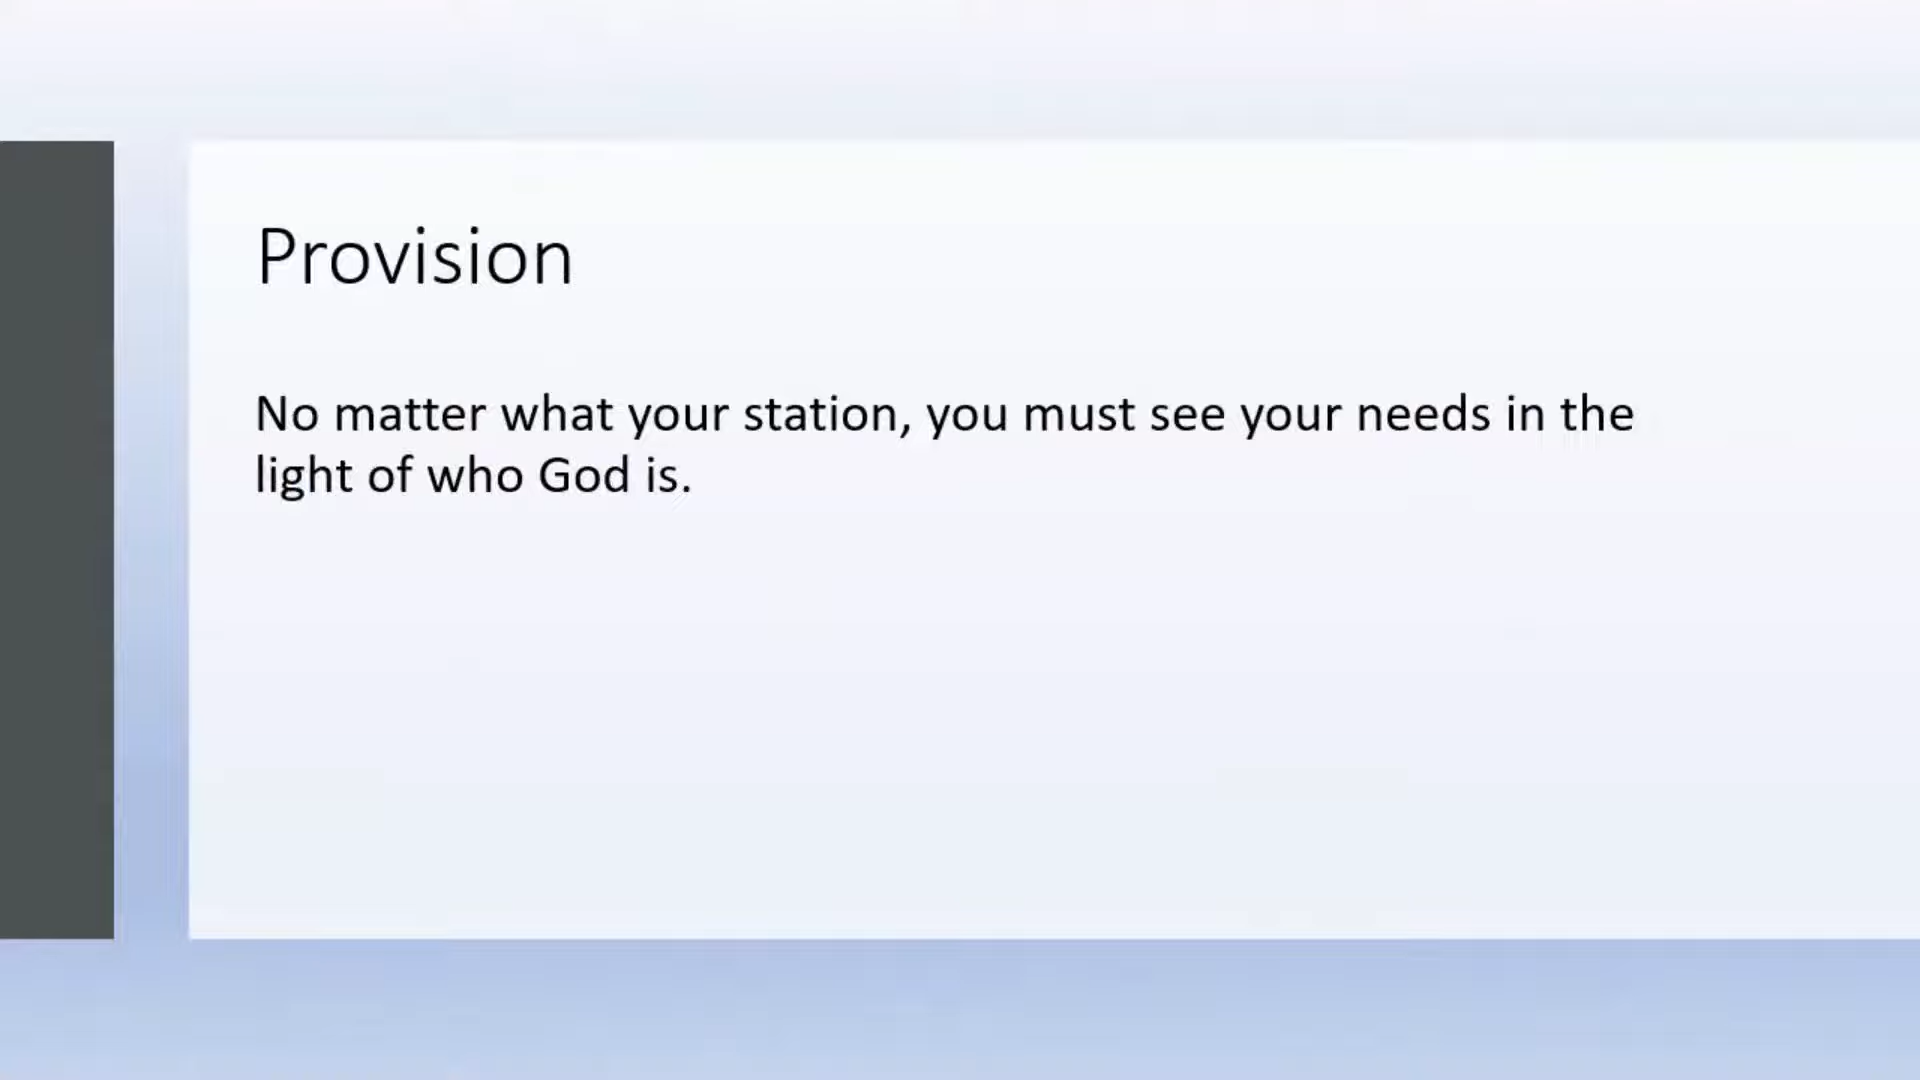 Provision
No matter what your station, you must see your needs in the
light of who God is.